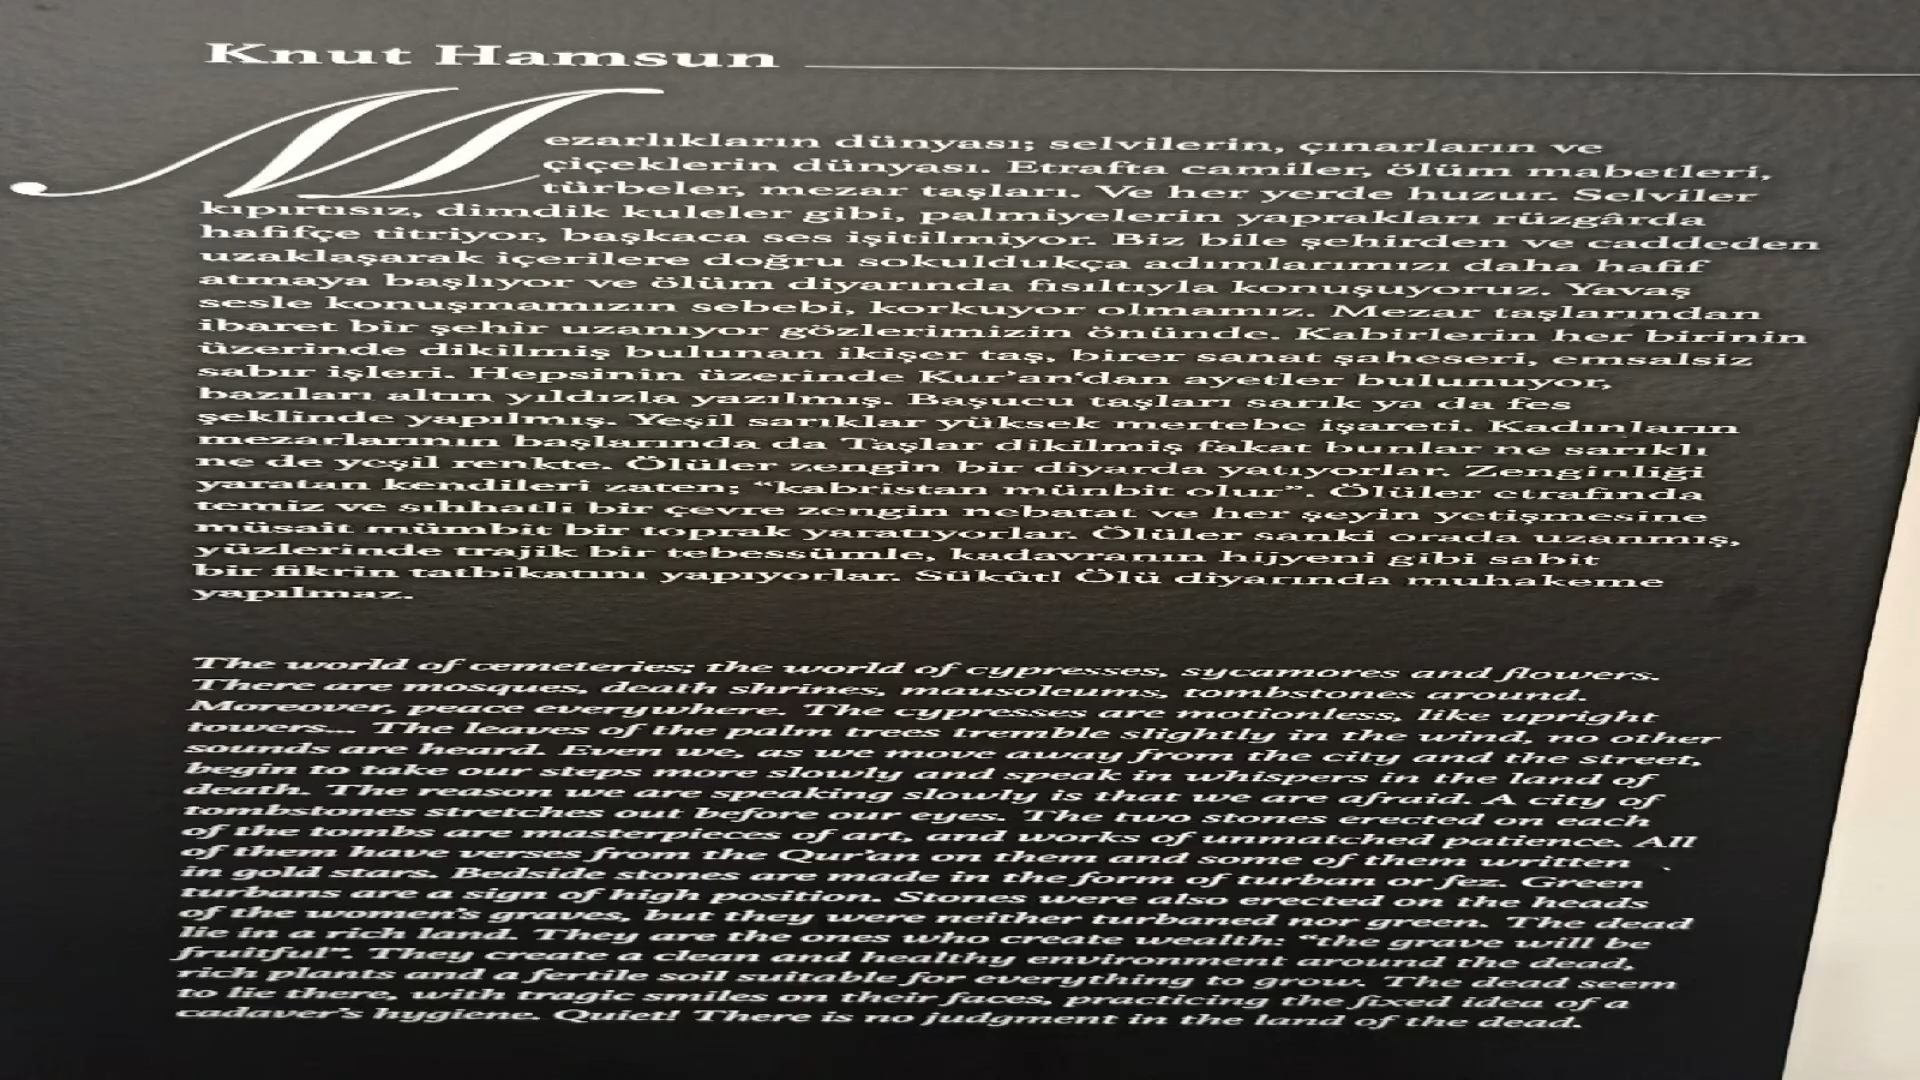 Knut Hamsun
Mezarlıkların dünyası; selvilerin, çınarların ve
çiçeklerin dünyası. Etrafta camiler, ölüm mabetleri,
türbeler, mezar taşları. Ve her yerde huzur. Selviler
kıpırtısız, dimdik kuleler gibi, palmiyelerin yaprakları rüzgârda
hafifçe titriyor, başkaca ses işitilmiyor. Biz bile şehirden ve caddeden
uzaklaşarak içerilere doğru sokuldukça adımlarımızı daha hafif
atmaya başlıyor ve ölüm diyarında fısıltıyla konuşuyoruz. Yavaş
sesle konuşmamızın sebebi, korkuyor olmamız. Mezar taşlarından
ibaret bir şehir uzanıyor gözlerimizin önünde. Kabirlerin her birinin
üzerinde dikilmiş bulunan ikişer taş, birer sanat şaheseri, emsalsiz
sabır işleri. Hepsinin üzerinde Kur’an‘dan ayetler bulunuyor,
bazıları altın yıldızla yazılmış. Başucu taşları sarık ya da fes
şeklinde yapılmış. Yeşil sarıklar yüksek mertebe işareti. Kadınların
mezarlarının başlarında da Taşlar dikilmiş fakat bunlar ne sarıklı
ne de yeşil renkte. Ölüler zengin bir diyarda yatıyorlar. Zenginliği
yaratan kendileri zaten; “kabristan münbit olur”. Ölüler etrafında
temiz ve sıhhatli bir çevre zengin nebatat ve her şeyin yetişmesine
müsait mümbit bir toprak yaratıyorlar. Ölüler sanki orada uzanmış,
yüzlerinde trajik bir tebessümle, kadavranın hijyeni gibi sabit
bir fikrin tatbikatını yapıyorlar. Sükût! Ölü diyarında muhakeme
yapılmaz.
The world of cemeteries; the world of cypresses, sycamores and flowers.
There are mosques, death shrines, mausoleums, tombstones around.
Moreover, peace everywhere. The cypresses are motionless, like upright
towers... The leaves of the palm trees tremble slightly in the wind, no other
sounds are heard. Even we, as we move away from the city and the street,
begin to take our steps more slowly and speak in whispers in the land of
death. The reason we are speaking slowly is that we are afraid. A city of
tombstones stretches out before our eyes. The two stones erected on each
of the tombs are masterpieces of art, and works of unmatched patience. All
of them have verses from the Qur’an on them and some of them written
in gold stars. Bedside stones are made in the form of turban or fez. Green
turbans are a sign of high position. Stones were also erected on the heads
of the women’s graves, but they were neither turbaned nor green. The dead
lie in a rich land. They are the ones who create wealth: “the grave will be
fruitful”. They create a clean and healthy environment around the dead,
rich plants and a fertile soil suitable for everything to grow. The dead seem
to lie there, with tragic smiles on their faces, practicing the fixed idea of a
cadaver’s hygiene. Quiet! There is no judgment in the land of the dead.